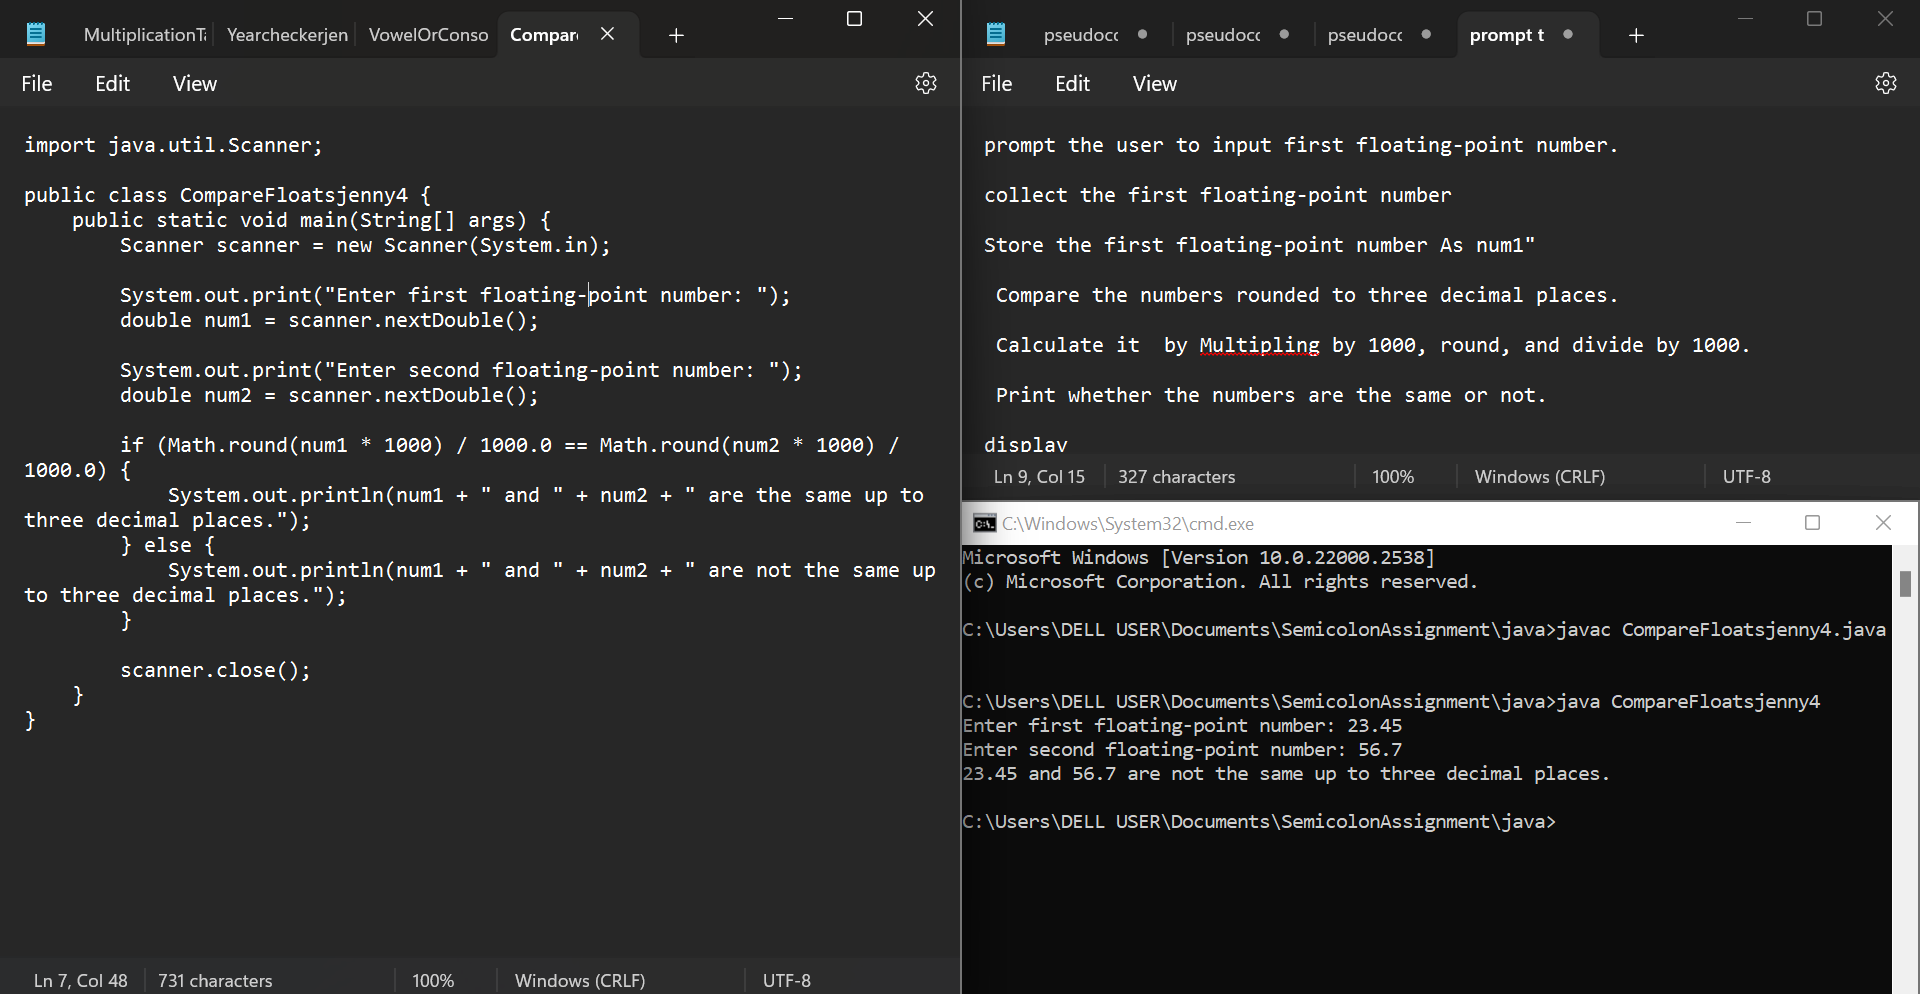 MultiplicationTa Yearcheckerjen VowelOrConso Compar
File Edit View
import java.util.Scanner;
public class CompareFloatsjenny4 {
public static void main(String[] args) {
Scanner scanner = new Scanner(System.in);
System.out.print("Enter first floating-point number: ");
double num1 = scanner.nextDouble();
System.out.print("Enter second floating-point number: ");
double num2 = scanner.nextDouble();
if (Math.round(num1 * 1000) / 1000.0 == Math.round(num2 * 1000) /
1000.0) {
System.out.println(num1 + " and " + num2 + " are the same up to
three decimal places.");
} else {
System.out.println(num1 + " and " + num2 + " are not the same up
to three decimal places.");
}
scanner.close();
}
}
Ln 7, Col 48 731 characters 100% Windows (CRLF) UTF-8
pseudocc pseudocc pseudocc prompt t
File Edit View
prompt the user to input first floating-point number.
collect the first floating-point number
Store the first floating-point number As num1"
Compare the numbers rounded to three decimal places.
Calculate it  by Multipling by 1000, round, and divide by 1000.
Print whether the numbers are the same or not.
display
Ln 9, Col 15 327 characters 100% Windows (CRLF) UTF-8
C:\Windows\System32\cmd.exe
Microsoft Windows [Version 10.0.22000.2538]
(c) Microsoft Corporation. All rights reserved.
C:\Users\DELL USER\Documents\SemicolonAssignment\java>javac CompareFloatsjenny4.java
C:\Users\DELL USER\Documents\SemicolonAssignment\java>java CompareFloatsjenny4
Enter first floating-point number: 23.45
Enter second floating-point number: 56.7
23.45 and 56.7 are not the same up to three decimal places.
C:\Users\DELL USER\Documents\SemicolonAssignment\java>